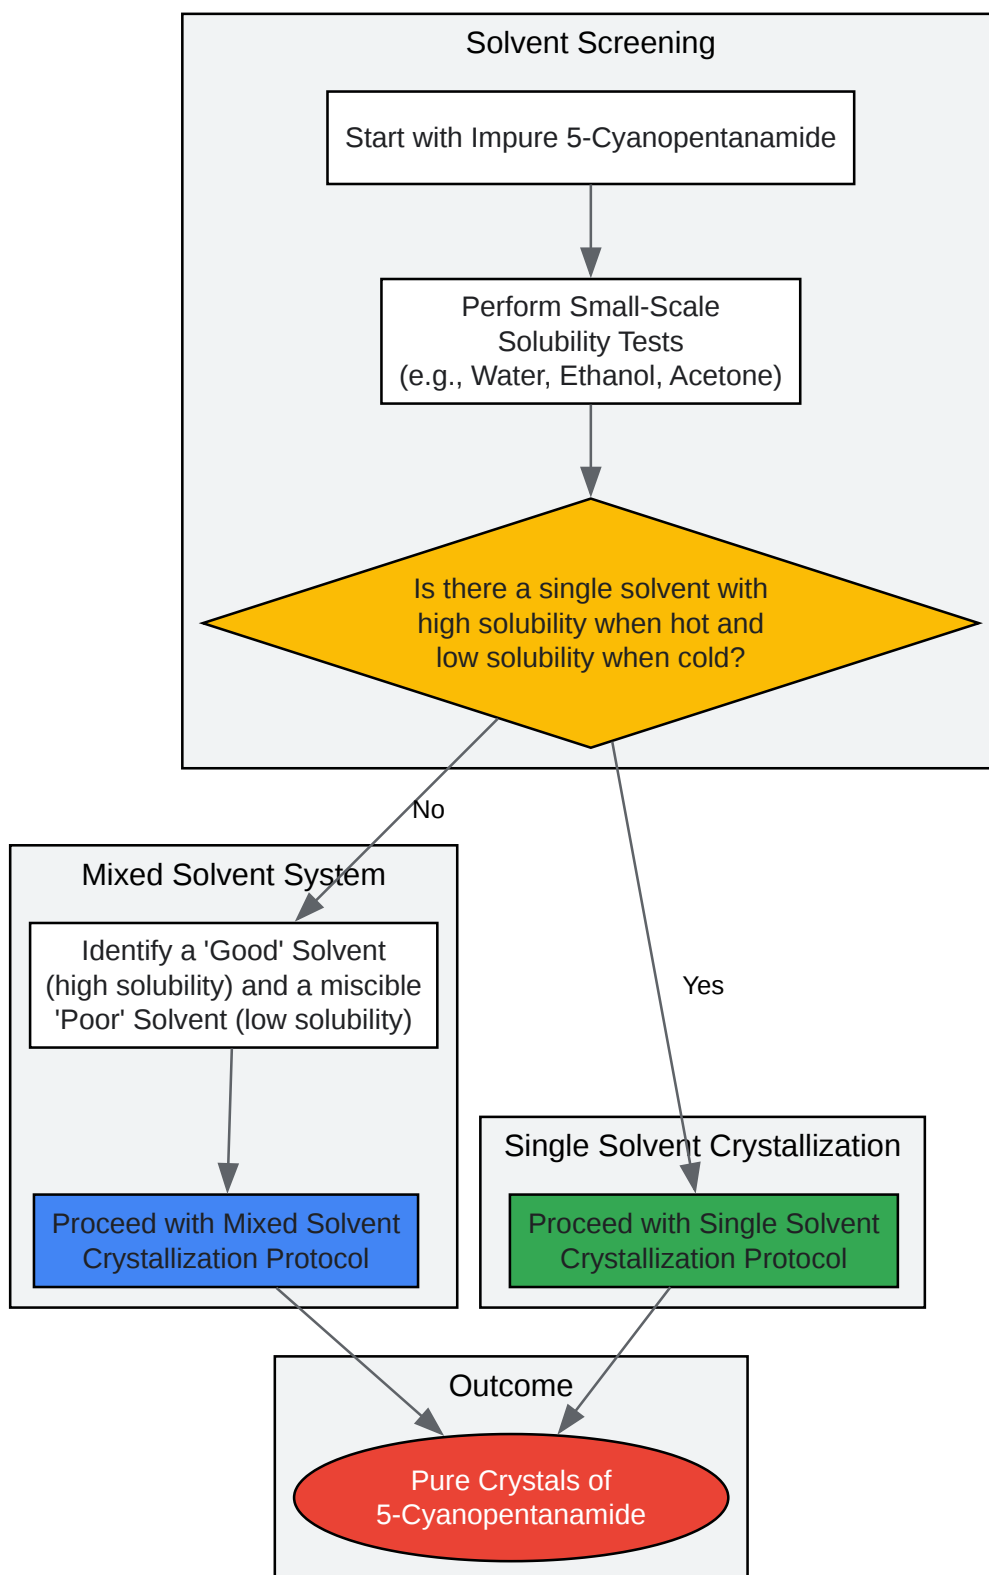 Solvent Screening
Start with Impure 5-Cyanopentanamide
Perform Small-Scale
Solubility Tests
(e.g., Water, Ethanol, Acetone)
Is there a single solvent with
high solubility when hot and
low solubility when cold?
No
Yes
Mixed Solvent System
Identify a 'Good' Solvent
(high solubility) and a miscible
'Poor' Solvent (low solubility)
Proceed with Mixed Solvent
Crystallization Protocol
Single Solvent Crystallization
Proceed with Single Solvent
Crystallization Protocol
Outcome
Pure Crystals of
5-Cyanopentanamide